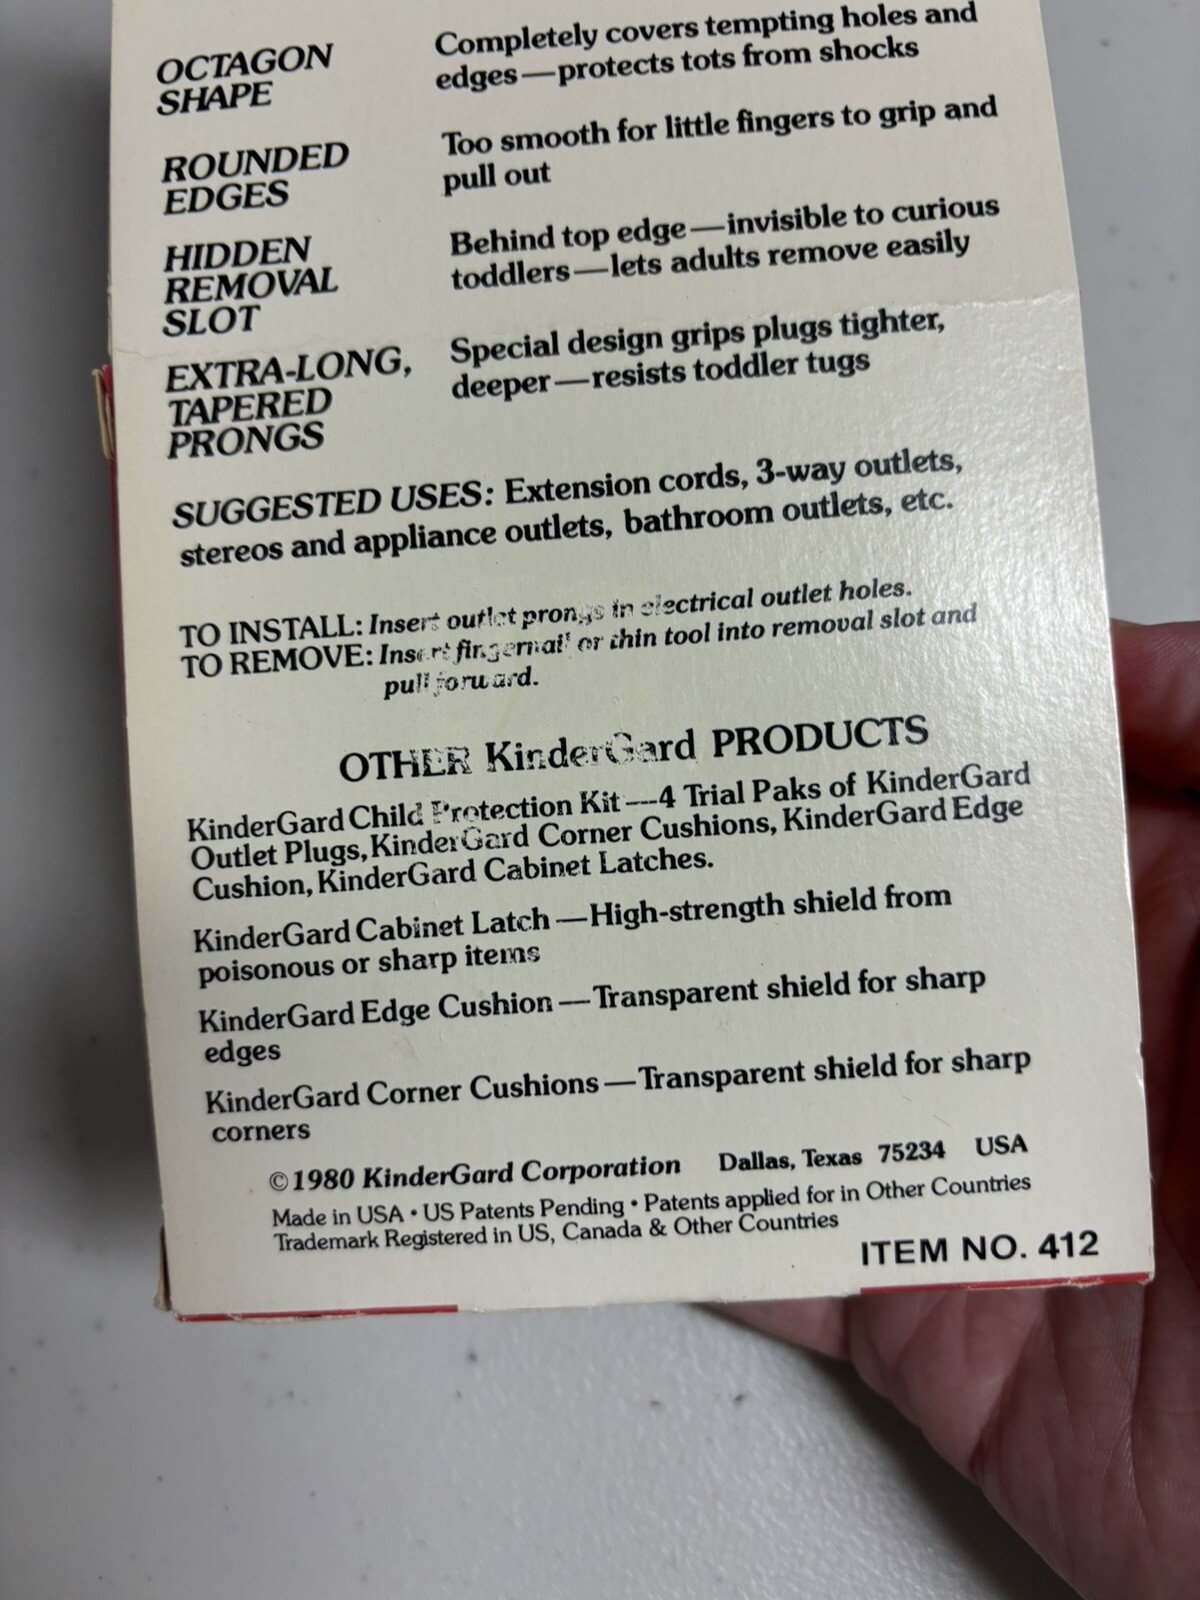 OCTAGON
SHAPE
Completely covers tempting holes and
edges—protects tots from shocks
ROUNDED
EDGES
Too smooth for little fingers to grip and
pull out
HIDDEN
REMOVAL
SLOT
Behind top edge—invisible to curious
toddlers—lets adults remove easily
EXTRA-LONG,
TAPERED
PRONGS
Special design grips plugs tighter,
deeper—resists toddler tugs
SUGGESTED USES: Extension cords, 3-way outlets,
stereos and appliance outlets, bathroom outlets, etc.
TO INSTALL: Insert outlet prongs in electrical outlet holes.
TO REMOVE: Insert fingernail or thin tool into removal slot and
pull forward.
OTHER KinderGard PRODUCTS
KinderGard Child Protection Kit—4 Trial Paks of KinderGard
Outlet Plugs, KinderGard Corner Cushions, KinderGard Edge
Cushion, KinderGard Cabinet Latches.
KinderGard Cabinet Latch—High-strength shield from
poisonous or sharp items
KinderGard Edge Cushion—Transparent shield for sharp
edges
KinderGard Corner Cushions—Transparent shield for sharp
corners
©1980 KinderGard Corporation Dallas, Texas 75234 USA
Made in USA • US Patents Pending • Patents applied for in Other Countries
Trademark Registered in US, Canada & Other Countries
ITEM NO. 412